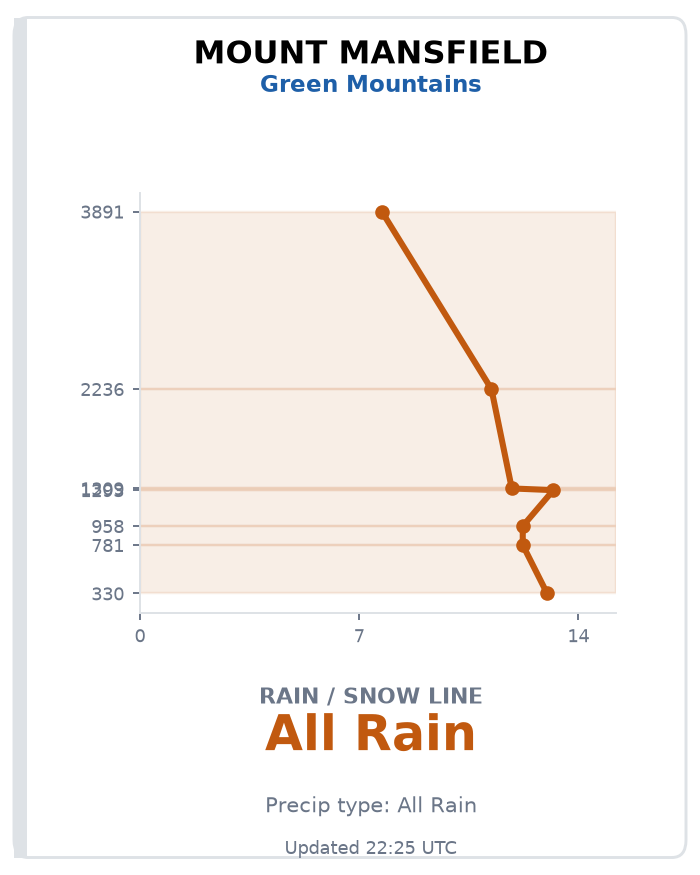 MOUNT MANSFIELD
Green Mountains
3891
2236
958
781
330
0 7 14
RAIN / SNOW LINE
All Rain
Precip type: All Rain
Updated 22:25 UTC